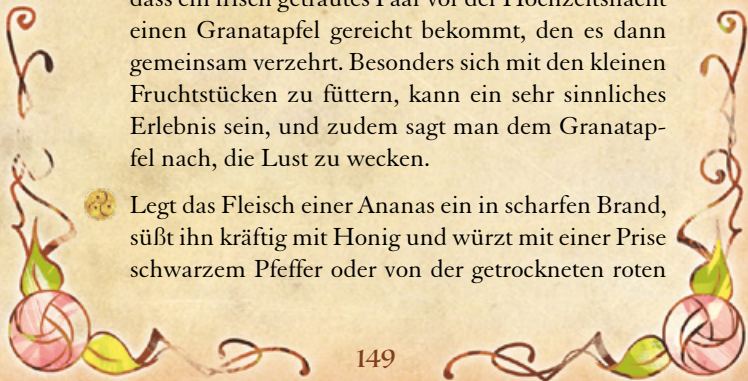 dass ein frisch getrautes Paar vor der Hochzeitsnacht
einen Granatapfel gereicht bekommt, den es dann
gemeinsam verzehrt. Besonders sich mit den kleinen
Fruchtstücken zu füttern, kann ein sehr sinnliches
Erlebnis sein, und zudem sagt man dem Granatap-
fel nach, die Lust zu wecken.
Legt das Fleisch einer Ananas ein in scharfen Brand,
süßt ihn kräftig mit Honig und würzt mit einer Prise
schwarzem Pfeffer oder von der getrockneten roten
149